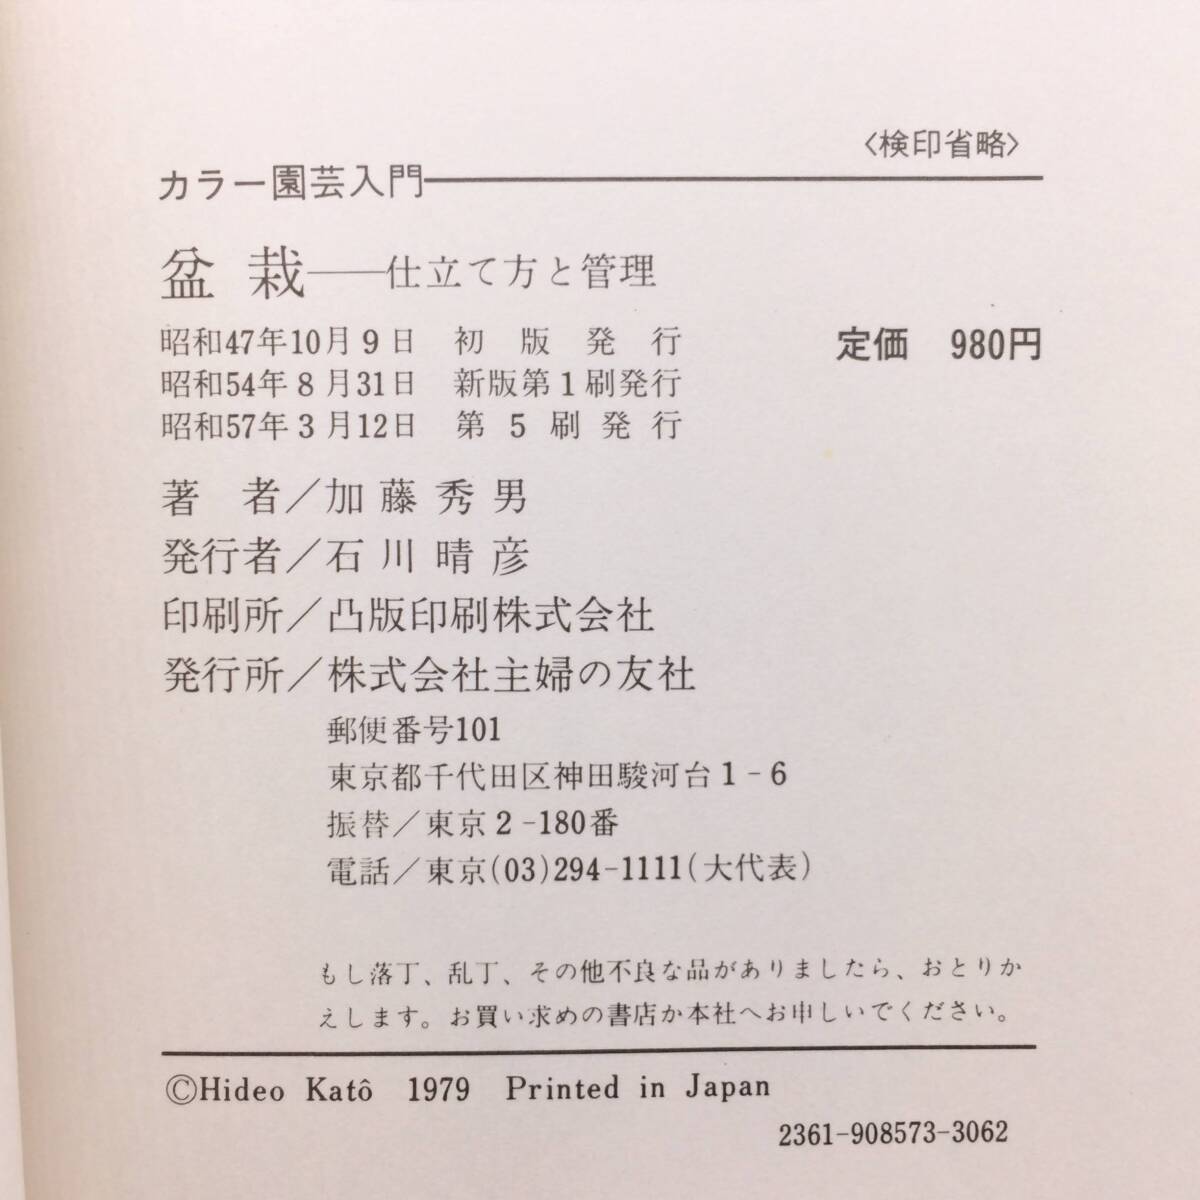 〈検印省略〉
カラー園芸入門
盆栽――仕立て方と管理
昭和47年10月9日 初版発行 定価 980円
昭和54年8月31日 新版第1刷発行
昭和57年3月12日 第5刷発行
著 者／加藤秀男
発行者／石川晴彦
印刷所／凸版印刷株式会社
発行所／株式会社主婦の友社
郵便番号101
東京都千代田区神田駿河台1-6
振替／東京2-180番
電話／東京(03)294-1111(大代表)
もし落丁、乱丁、その他不良な品がありましたら、おとりか
えします。お買い求めの書店か本社へお申しいでください。
©Hideo Katô 1979 Printed in Japan
2361-908573-3062